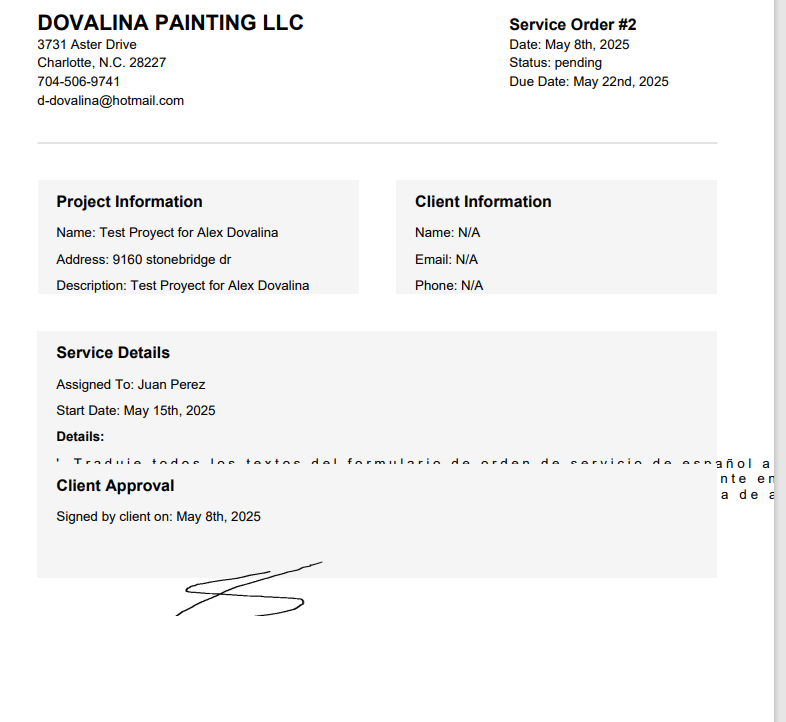 DOVALINA PAINTING LLC
3731 Aster Drive
Charlotte, N.C. 28227
704-506-9741
d-dovalina@hotmail.com
Service Order #2
Date: May 8th, 2025
Status: pending
Due Date: May 22nd, 2025
Project Information
Name: Test Proyect for Alex Dovalina
Address: 9160 stonebridge dr
Description: Test Proyect for Alex Dovalina
Client Information
Name: N/A
Email: N/A
Phone: N/A
Service Details
Assigned To: Juan Perez
Start Date: May 15th, 2025
Details:
' Traduje todos los textos del formulario de orden de servicio de español a
nte en
a de a
Client Approval
Signed by client on: May 8th, 2025